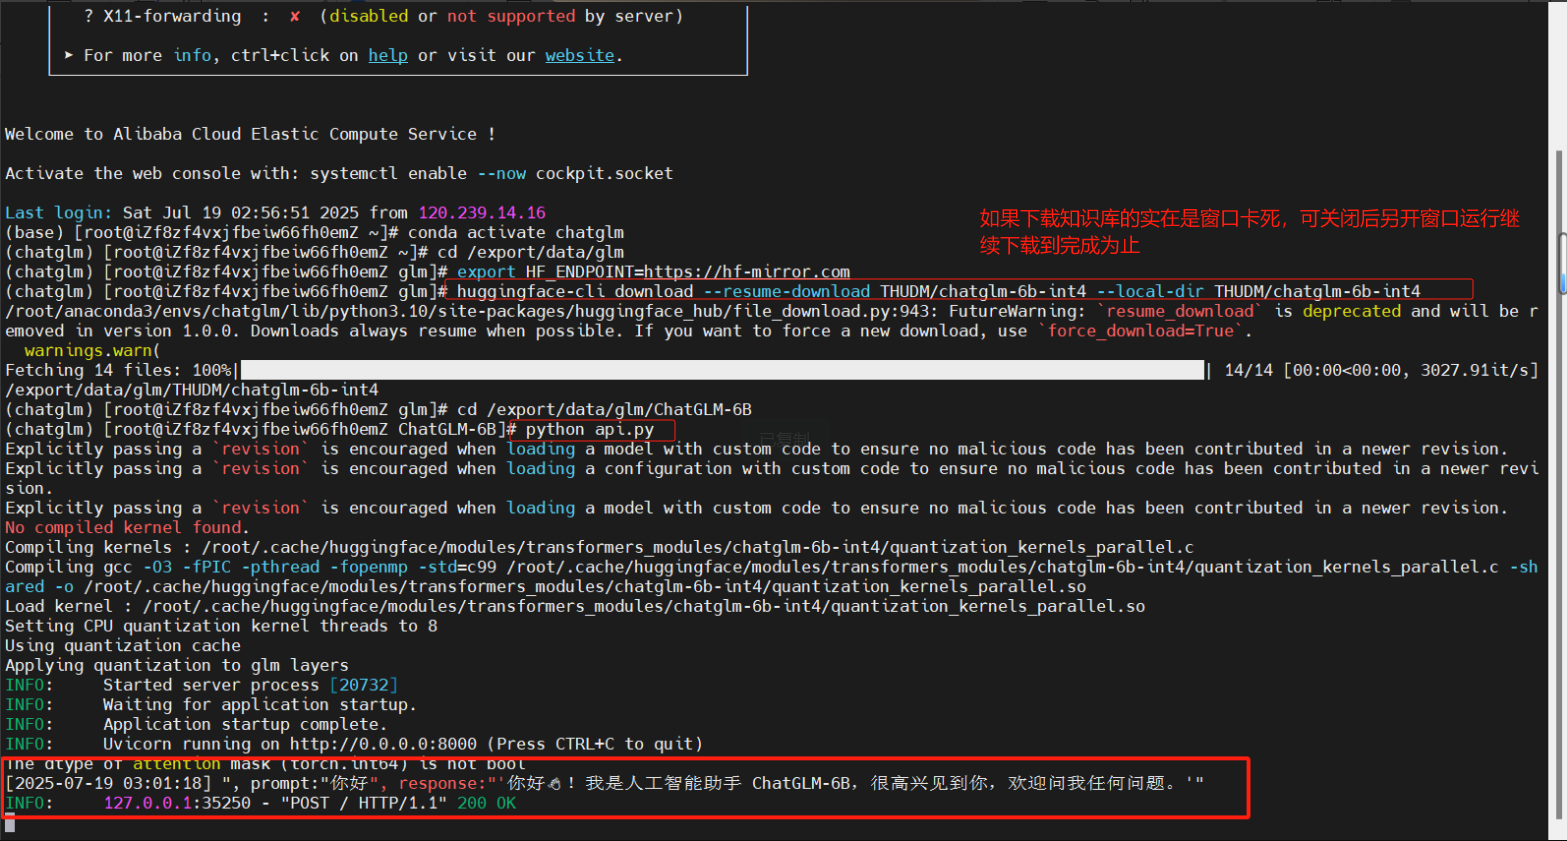 ? X11-forwarding  :  ✘  (disabled or not supported by server)
➤ For more info, ctrl+click on help or visit our website.
Welcome to Alibaba Cloud Elastic Compute Service !
Activate the web console with: systemctl enable --now cockpit.socket
Last login: Sat Jul 19 02:56:51 2025 from 120.239.14.16
如果下载知识库的实在是窗口卡死，可关闭后另开窗口运行继
续下载到完成为止
(base) [root@iZf8zf4vxjfbeiw66fh0emZ ~]# conda activate chatglm
(chatglm) [root@iZf8zf4vxjfbeiw66fh0emZ ~]# cd /export/data/glm
(chatglm) [root@iZf8zf4vxjfbeiw66fh0emZ glm]# export HF_ENDPOINT=https://hf-mirror.com
(chatglm) [root@iZf8zf4vxjfbeiw66fh0emZ glm]# huggingface-cli download --resume-download THUDM/chatglm-6b-int4 --local-dir THUDM/chatglm-6b-int4
/root/anaconda3/envs/chatglm/lib/python3.10/site-packages/huggingface_hub/file_download.py:943: FutureWarning: `resume_download` is deprecated and will be r
emoved in version 1.0.0. Downloads always resume when possible. If you want to force a new download, use `force_download=True`.
  warnings.warn(
Fetching 14 files: 100%|| 14/14 [00:00<00:00, 3027.91it/s]
/export/data/glm/THUDM/chatglm-6b-int4
(chatglm) [root@iZf8zf4vxjfbeiw66fh0emZ glm]# cd /export/data/glm/ChatGLM-6B
(chatglm) [root@iZf8zf4vxjfbeiw66fh0emZ ChatGLM-6B]# python api.py
已复制
Explicitly passing a `revision` is encouraged when loading a model with custom code to ensure no malicious code has been contributed in a newer revision.
Explicitly passing a `revision` is encouraged when loading a configuration with custom code to ensure no malicious code has been contributed in a newer revi
sion.
Explicitly passing a `revision` is encouraged when loading a model with custom code to ensure no malicious code has been contributed in a newer revision.
No compiled kernel found.
Compiling kernels : /root/.cache/huggingface/modules/transformers_modules/chatglm-6b-int4/quantization_kernels_parallel.c
Compiling gcc -O3 -fPIC -pthread -fopenmp -std=c99 /root/.cache/huggingface/modules/transformers_modules/chatglm-6b-int4/quantization_kernels_parallel.c -sh
ared -o /root/.cache/huggingface/modules/transformers_modules/chatglm-6b-int4/quantization_kernels_parallel.so
Load kernel : /root/.cache/huggingface/modules/transformers_modules/chatglm-6b-int4/quantization_kernels_parallel.so
Setting CPU quantization kernel threads to 8
Using quantization cache
Applying quantization to glm layers
INFO:     Started server process [20732]
INFO:     Waiting for application startup.
INFO:     Application startup complete.
INFO:     Uvicorn running on http://0.0.0.0:8000 (Press CTRL+C to quit)
The dtype of attention mask (torch.int64) is not bool
[2025-07-19 03:01:18] ", prompt:"你好", response:"'你好👋！我是人工智能助手 ChatGLM-6B，很高兴见到你，欢迎问我任何问题。'"
INFO:     127.0.0.1:35250 - "POST / HTTP/1.1" 200 OK